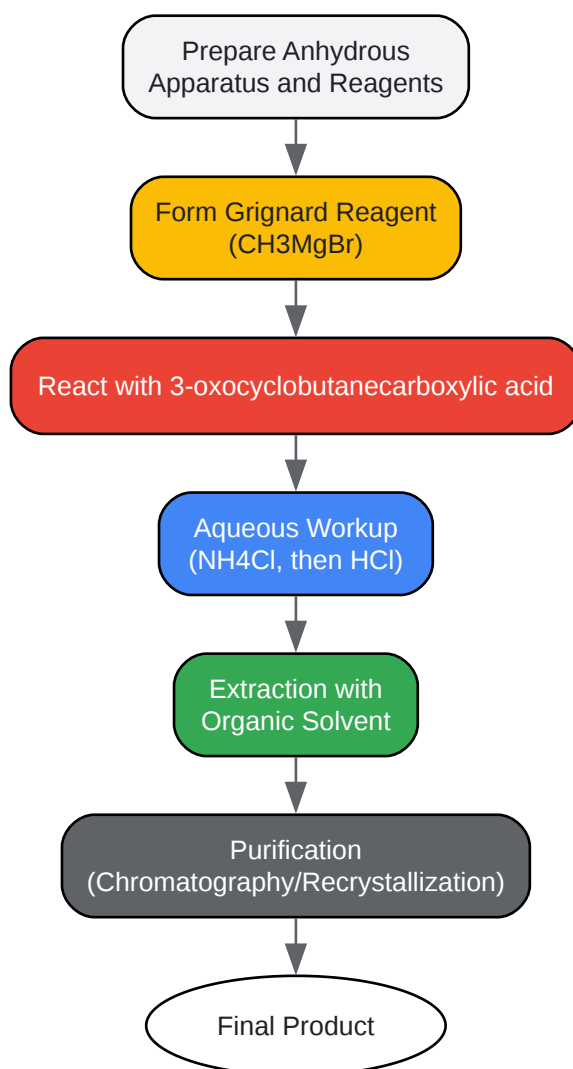 Prepare Anhydrous
Apparatus and Reagents
Form Grignard Reagent
(CH3MgBr)
React with 3-oxocyclobutanecarboxylic acid
Aqueous Workup
(NH4Cl, then HCl)
Extraction with
Organic Solvent
Purification
(Chromatography/Recrystallization)
Final Product